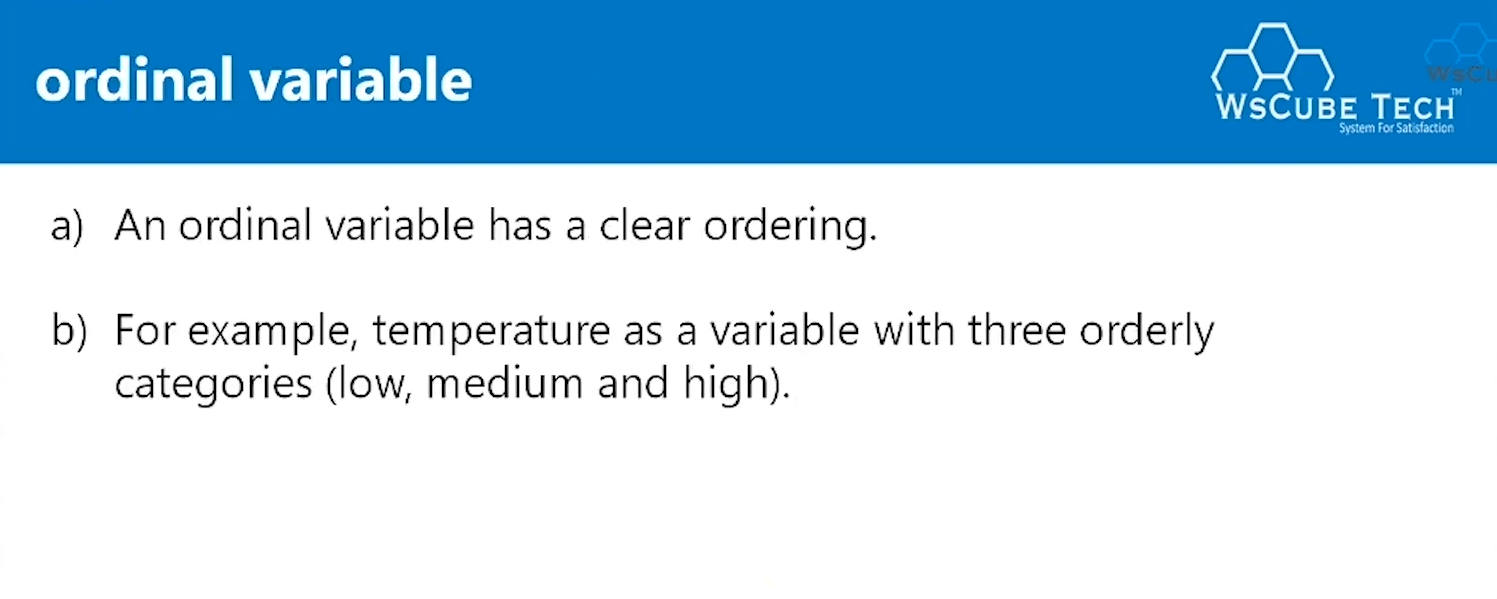 ordinal variable
WsCube Tech™
System For Satisfaction
a) An ordinal variable has a clear ordering.
b) For example, temperature as a variable with three orderly
categories (low, medium and high).